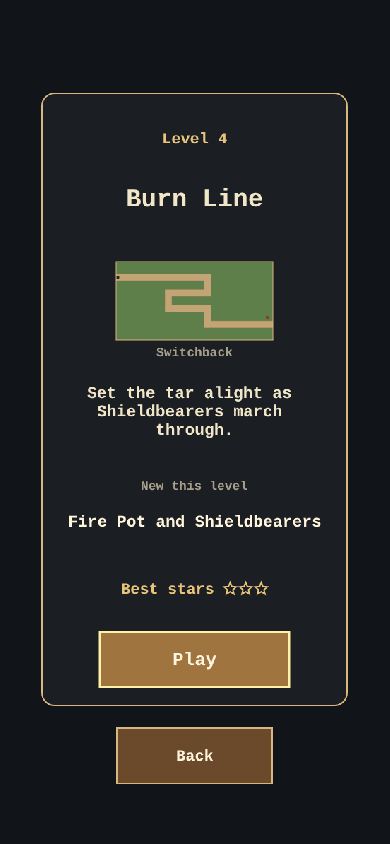 Level 4
Burn Line
Switchback
Set the tar alight as
Shieldbearers march
through.
New this level
Fire Pot and Shieldbearers
Best stars ☆☆☆
Play
Back